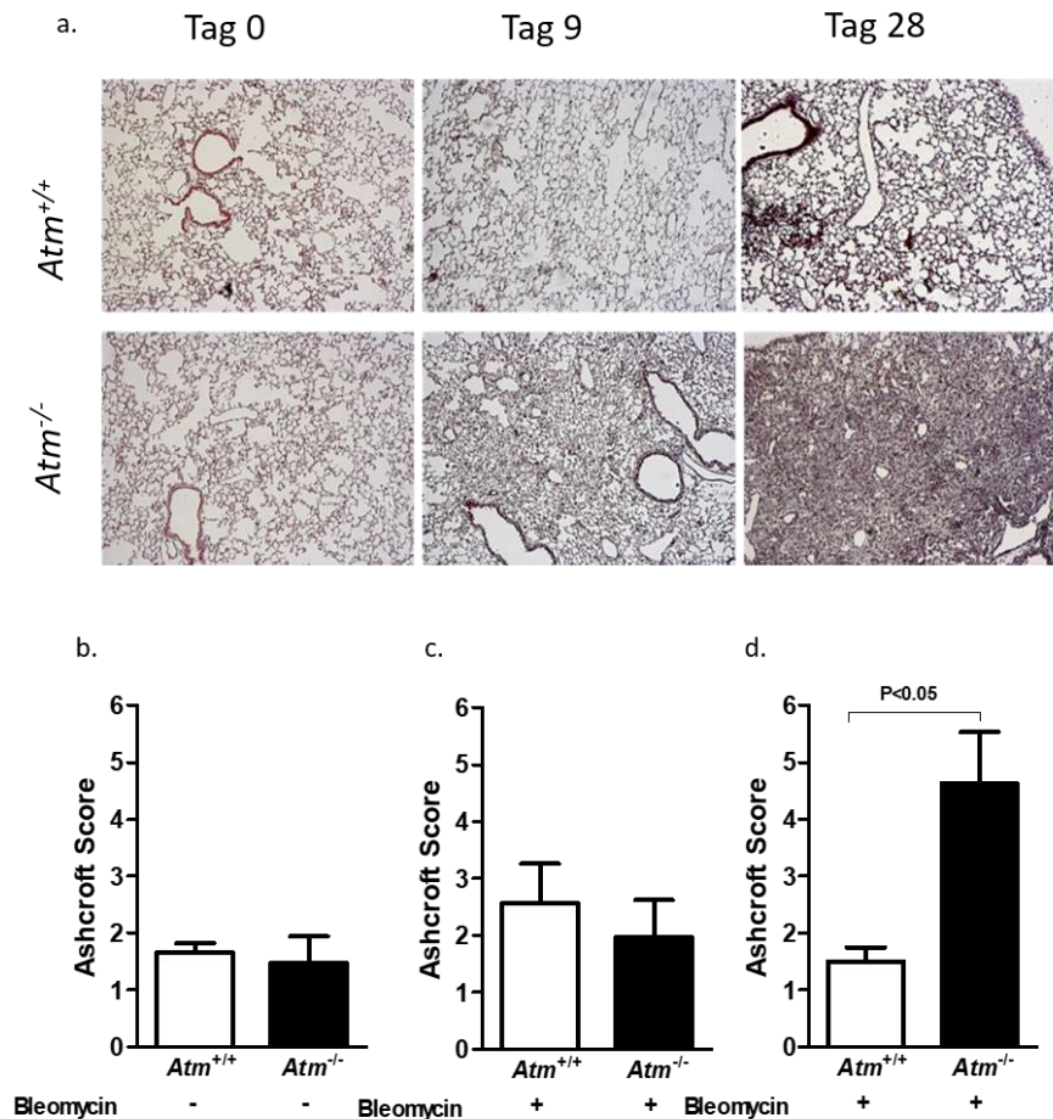 a. Tag 0 Tag 9 Tag 28
Atm+/+
Atm-/-
b. c. d.
P<0.05
Ashcroft Score
6
5
4
3
2
1
0
Atm+/+ Atm-/-
Bleomycin - -
Ashcroft Score
6
5
4
3
2
1
0
Atm+/+ Atm-/-
Bleomycin + +
Ashcroft Score
6
5
4
3
2
1
0
Atm+/+ Atm-/-
Bleomycin + +